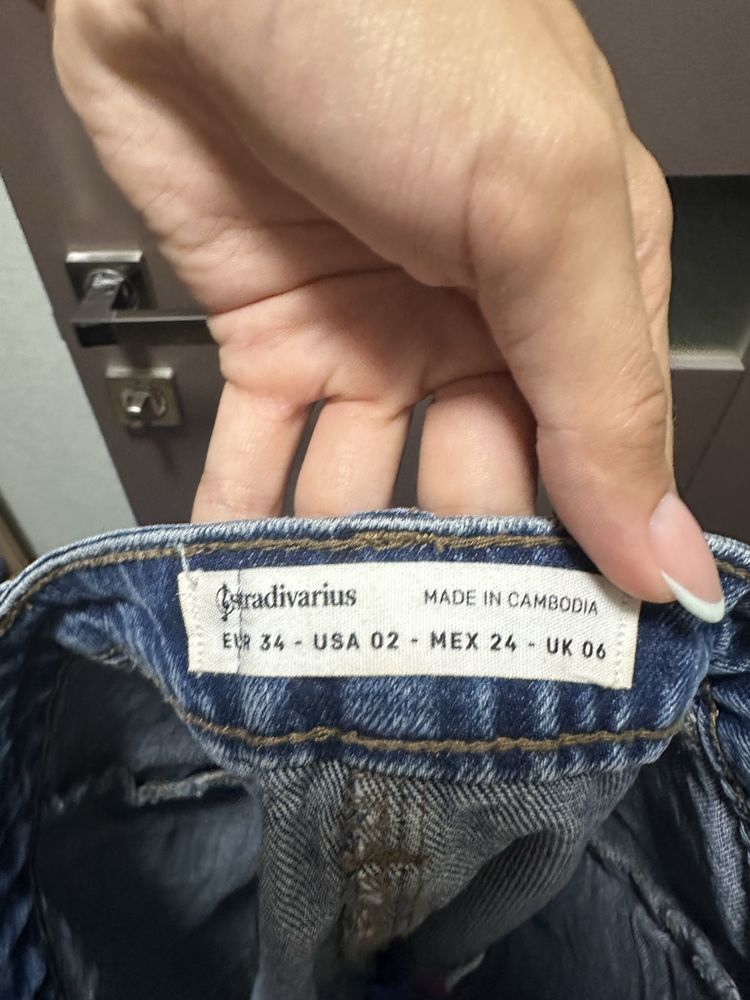 Stradivarius MADE IN CAMBODIA
EUR 34 - USA 02 - MEX 24 - UK 06